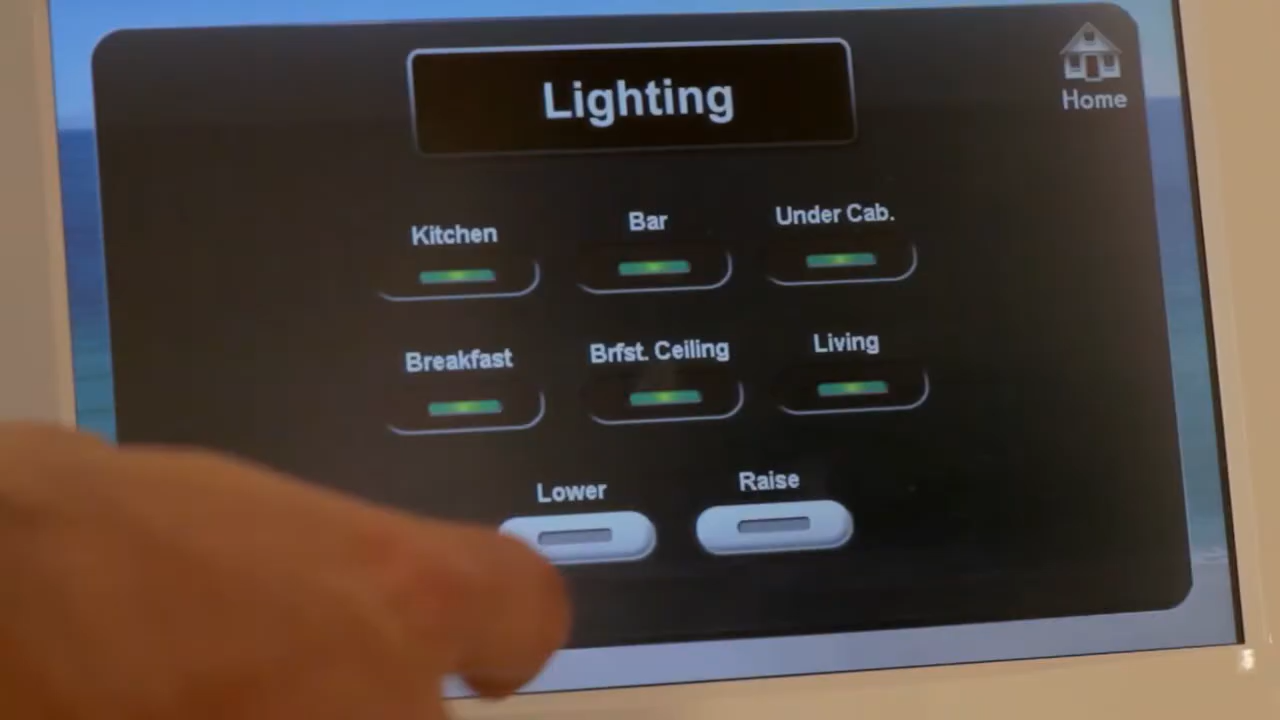 Lighting
Home
Kitchen
Bar
Under Cab.
Breakfast
Brfst. Ceiling
Living
Lower
Raise